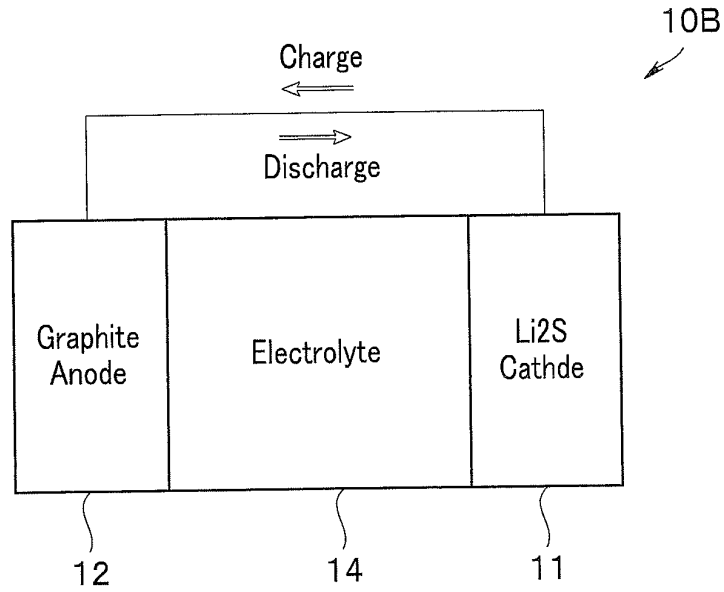 10B
Charge
Discharge
Graphite
Anode
Electrolyte
Li2S
Cathde
12
14
11